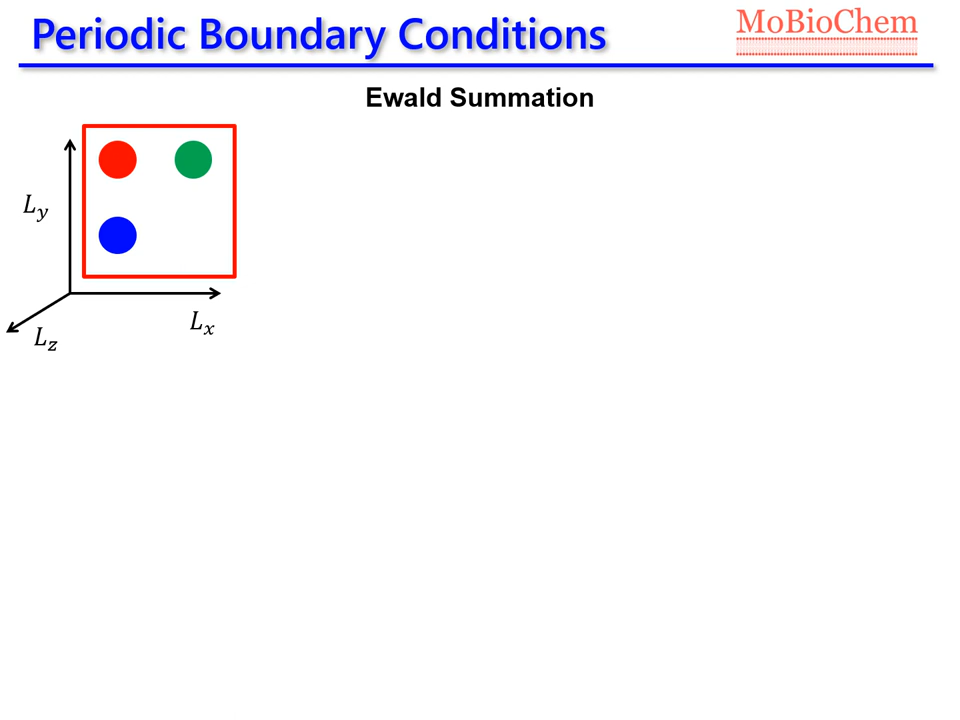 Periodic Boundary Conditions
MoBioChem
Ewald Summation
L_y
L_x
L_z